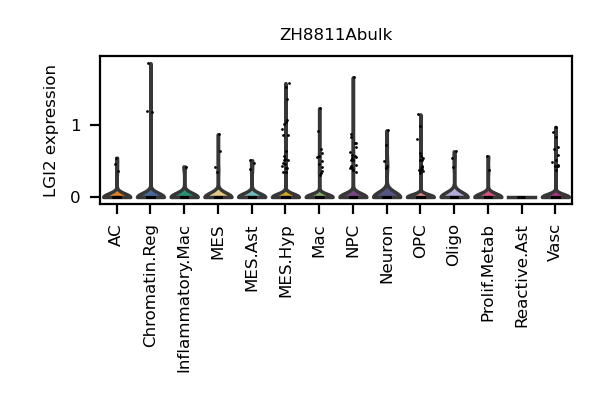 ZH8811Abulk
LGI2 expression
1
0
AC
Chromatin.Reg
Inflammatory.Mac
MES
MES.Ast
MES.Hyp
Mac
NPC
Neuron
OPC
Oligo
Prolif.Metab
Reactive.Ast
Vasc